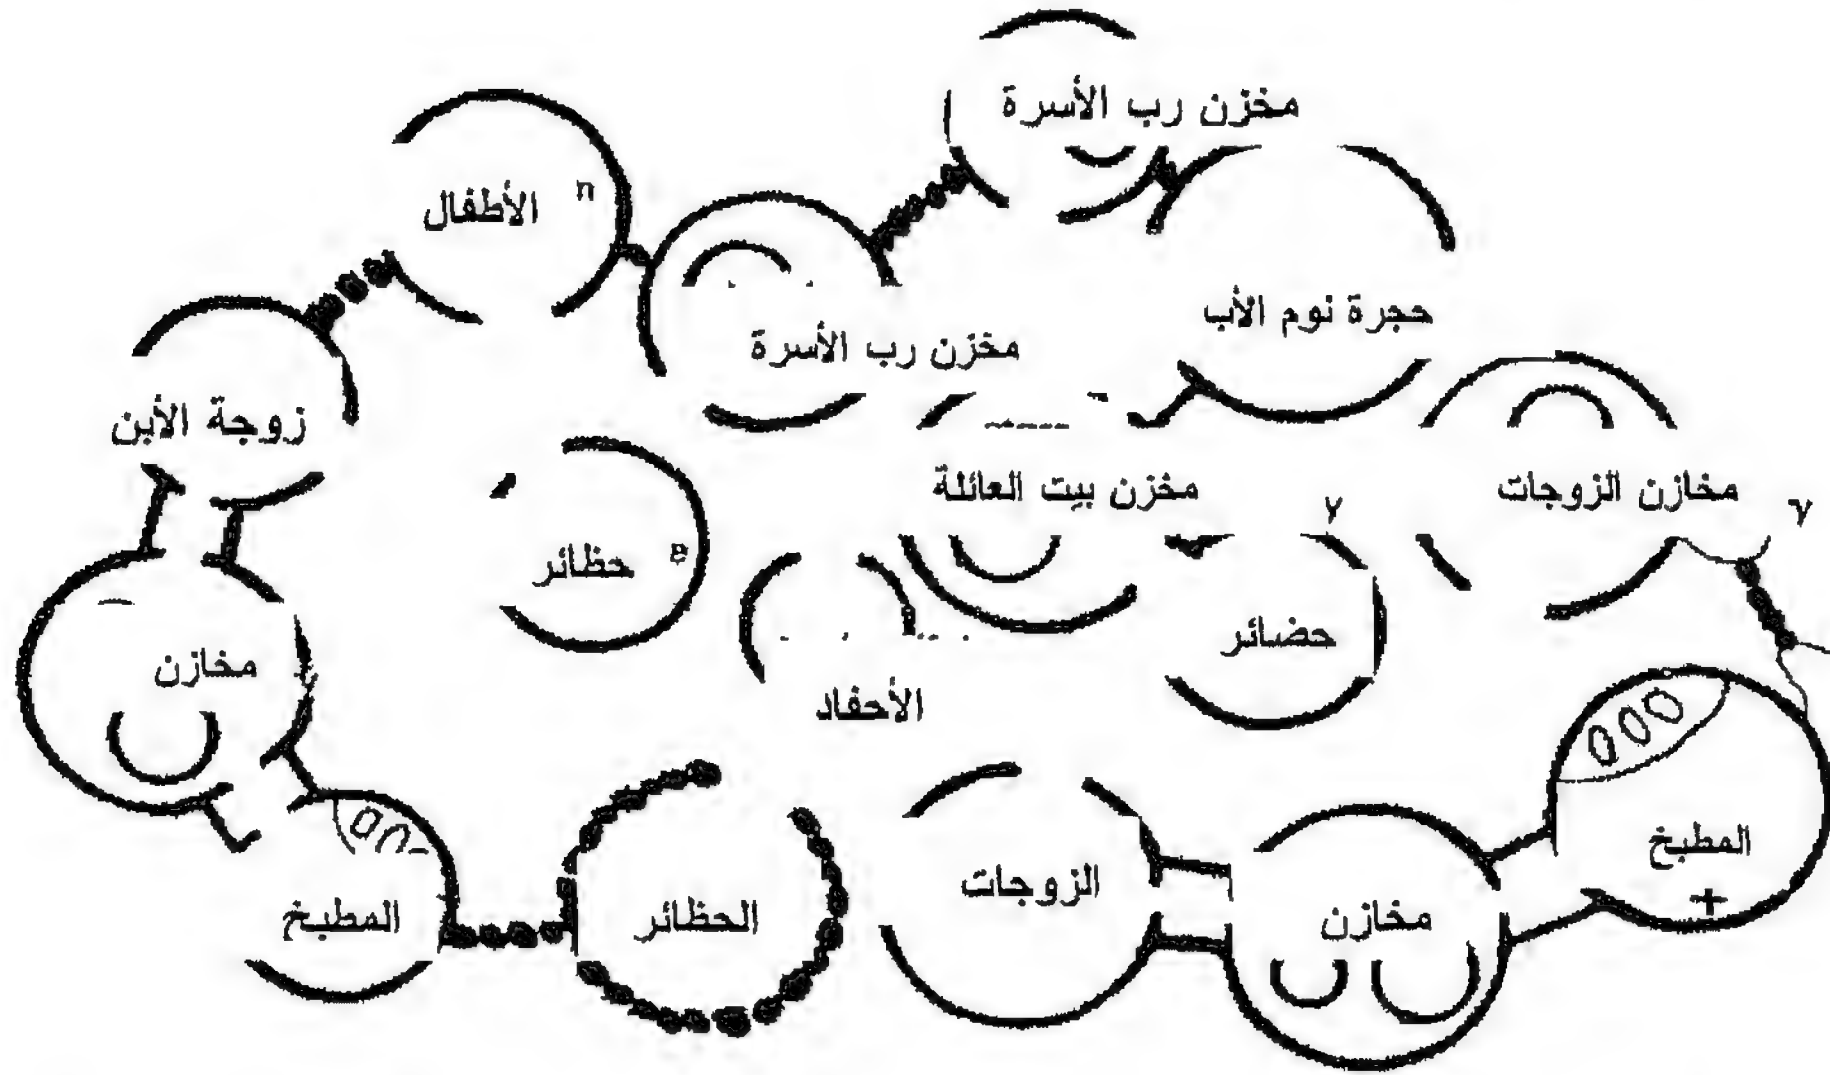 مخزن رب الأسرة
الأطفال n
حجرة نوم الأب
مخزن رب الأسرة
زوجة الأبن
مخزن بيت العائلة
مخازن الزوجات
γ
γ
حظائر
حضائر
مخازن
الأحفاد
المطبخ
الزوجات
المطبخ
الحظائر
مخازن
+